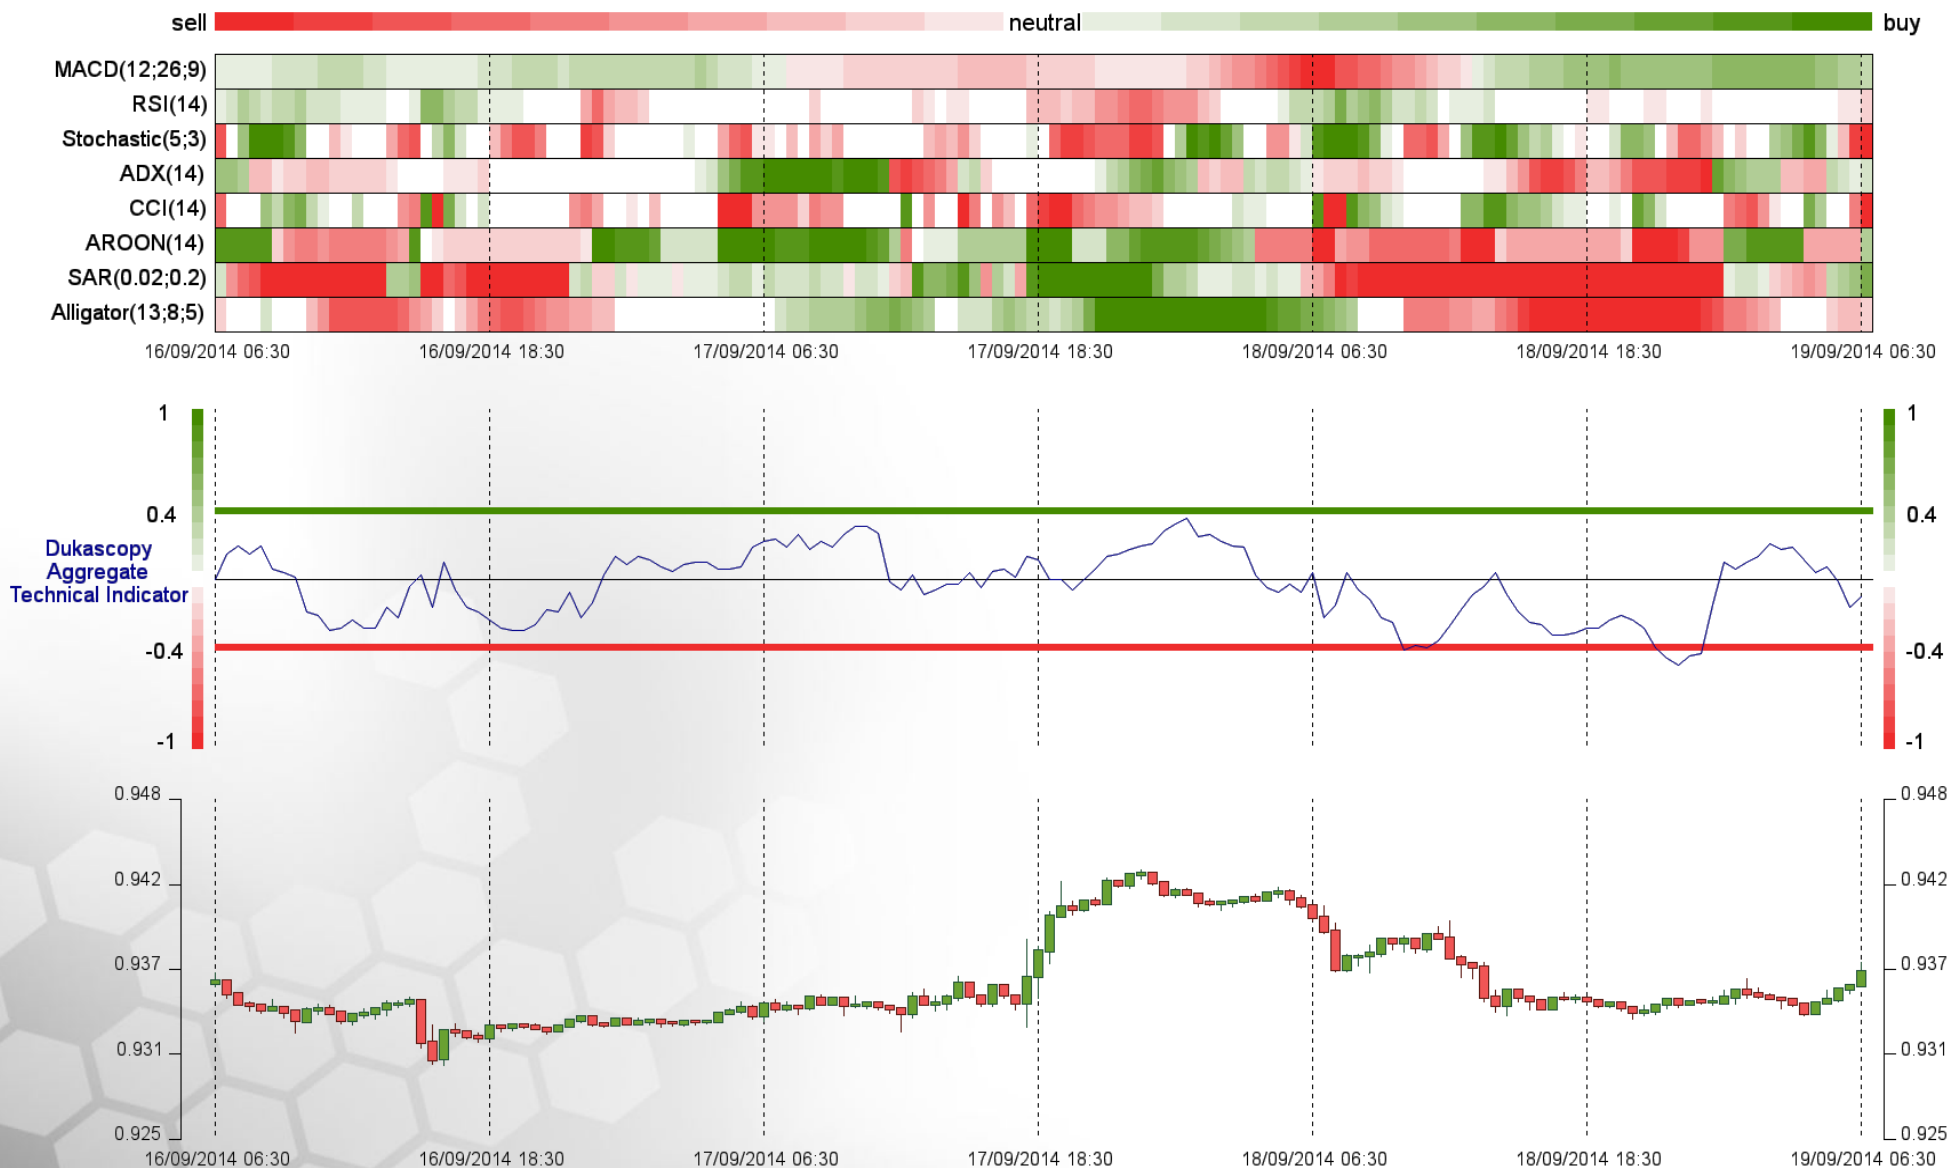 sell neutral buy
MACD(12;26;9)
RSI(14)
Stochastic(5;3)
ADX(14)
CCI(14)
AROON(14)
SAR(0.02;0.2)
Alligator(13;8;5)
16/09/2014 06:30 16/09/2014 18:30 17/09/2014 06:30 17/09/2014 18:30 18/09/2014 06:30 18/09/2014 18:30 19/09/2014 06:30
1 1
0.4 0.4
Dukascopy
Aggregate
Technical Indicator
-0.4 -0.4
-1 -1
0.948 0.948
0.942 0.942
0.937 0.937
0.931 0.931
0.925 0.925
16/09/2014 06:30 16/09/2014 18:30 17/09/2014 06:30 17/09/2014 18:30 18/09/2014 06:30 18/09/2014 18:30 19/09/2014 06:30